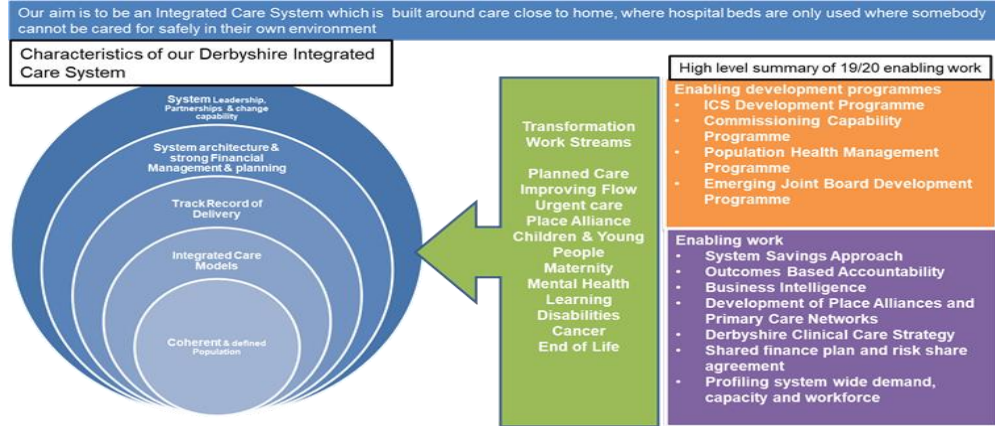 Our aim is to be an Integrated Care System which is built around care close to home, where hospital beds are only used where somebody
cannot be cared for safely in their own environment
Characteristics of our Derbyshire Integrated
Care System
System Leadership,
Partnerships & change
capability
System architecture &
strong Financial
Management & planning
Track Record of
Delivery
Integrated Care
Models
Coherent & defined
Population
Transformation
Work Streams
Planned Care
Improving Flow
Urgent care
Place Alliance
Children & Young
People
Maternity
Mental Health
Learning
Disabilities
Cancer
End of Life
High level summary of 19/20 enabling work
Enabling development programmes
• ICS Development Programme
• Commissioning Capability
Programme
• Population Health Management
Programme
• Emerging Joint Board Development
Programme
Enabling work
• System Savings Approach
• Outcomes Based Accountability
• Business Intelligence
• Development of Place Alliances and
Primary Care Networks
• Derbyshire Clinical Care Strategy
• Shared finance plan and risk share
agreement
• Profiling system wide demand,
capacity and workforce